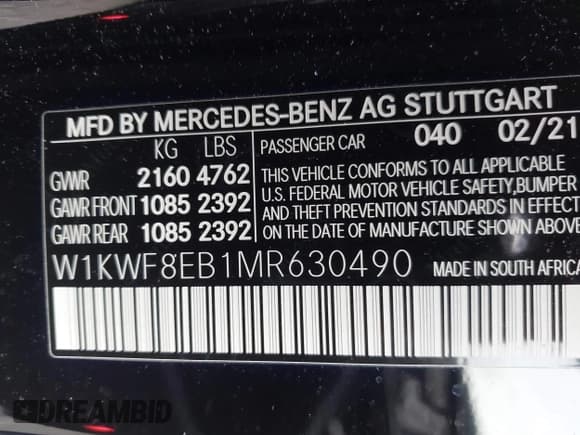 MFD BY MERCEDES-BENZ AG STUTTGART
KG LBS PASSENGER CAR 040 02/21
GVWR 2160 4762
GAWR FRONT 1085 2392
GAWR REAR 1085 2392
THIS VEHICLE CONFORMS TO ALL APPLICABLE
U.S. FEDERAL MOTOR VEHICLE SAFETY,BUMPER
AND THEFT PREVENTION STANDARDS IN EFFECT
ON THE DATE OF MANUFACTURE SHOWN ABOVE
W1KWF8EB1MR630490 MADE IN SOUTH AFRICA
DREAMBID